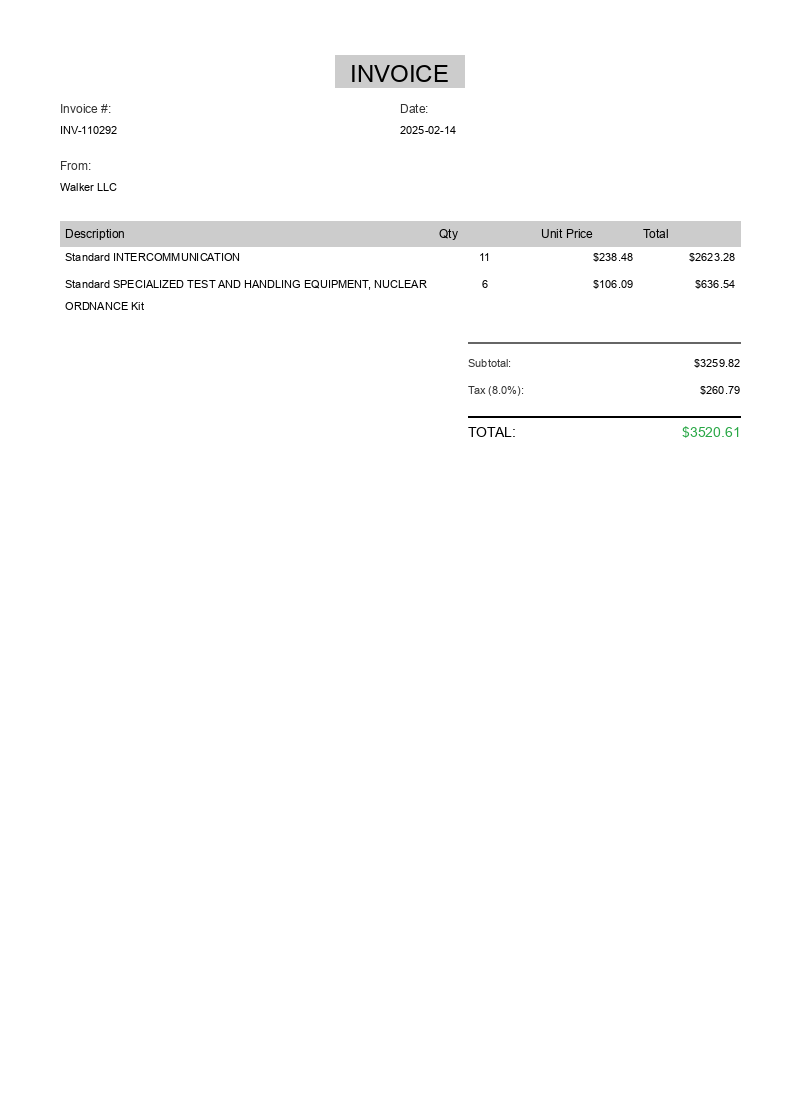 INVOICE
Invoice #: Date:
INV-110292 2025-02-14
From:
Walker LLC
Description Qty Unit Price Total
Standard INTERCOMMUNICATION 11 $238.48 $2623.28
Standard SPECIALIZED TEST AND HANDLING EQUIPMENT, NUCLEAR 6 $106.09 $636.54
ORDNANCE Kit
Subtotal: $3259.82
Tax (8.0%): $260.79
TOTAL: $3520.61